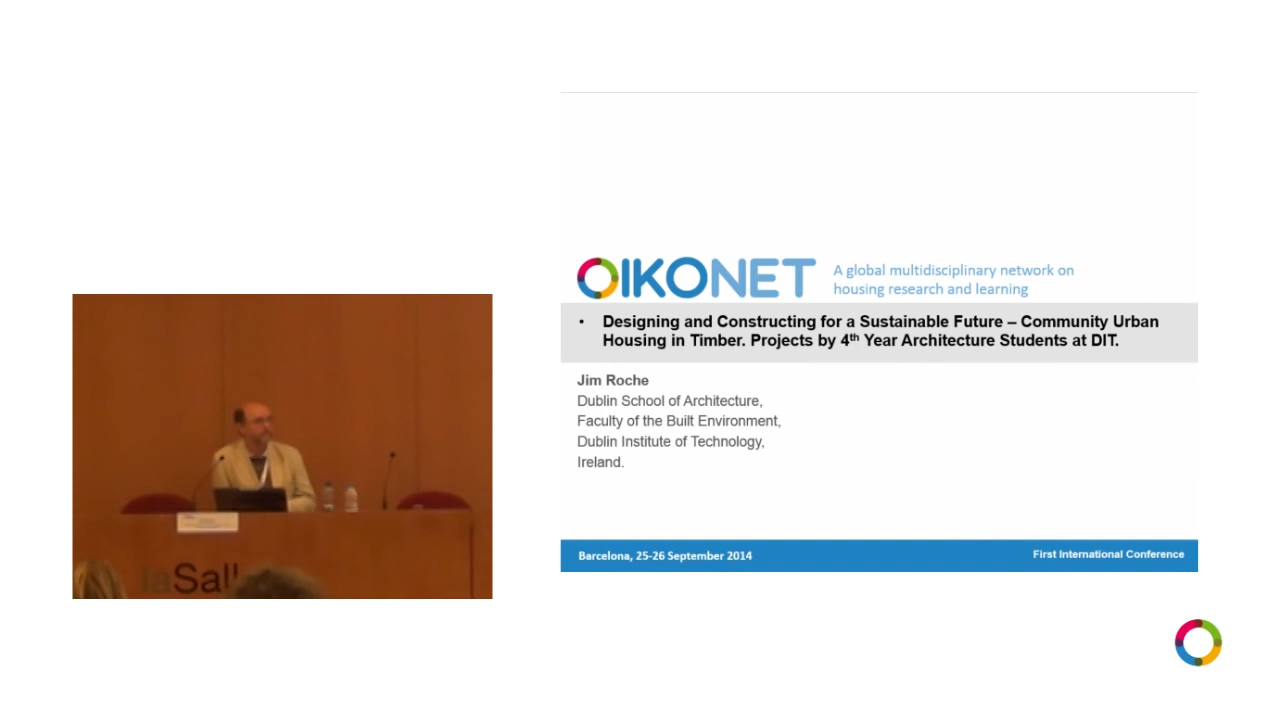 OIKONET
A global multidisciplinary network on
housing research and learning
• Designing and Constructing for a Sustainable Future – Community Urban
Housing in Timber. Projects by 4th Year Architecture Students at DIT.
Jim Roche
Dublin School of Architecture,
Faculty of the Built Environment,
Dublin Institute of Technology,
Ireland.
Barcelona, 25-26 September 2014
First International Conference
laSall